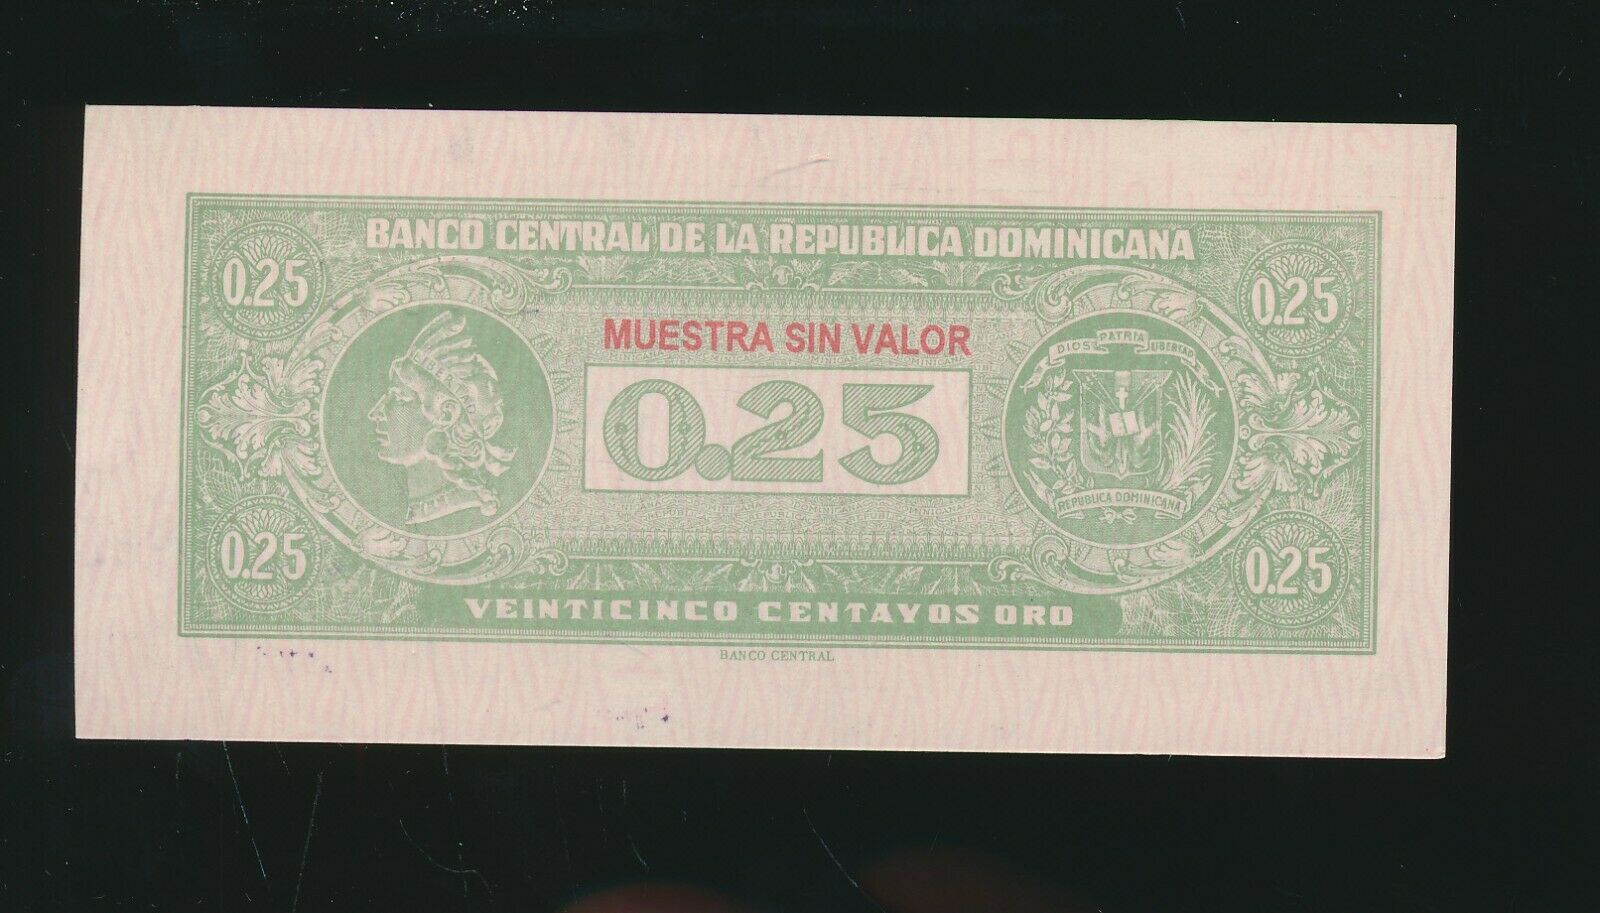 BANCO CENTRAL DE LA REPUBLICA DOMINICANA
0.25
0.25
MUESTRA SIN VALOR
DIOS PATRIA LIBERTAD
LIBERTAD
0.25
REPUBLICA DOMINICANA
0.25
0.25
VEINTICINCO CENTAVOS ORO
BANCO CENTRAL